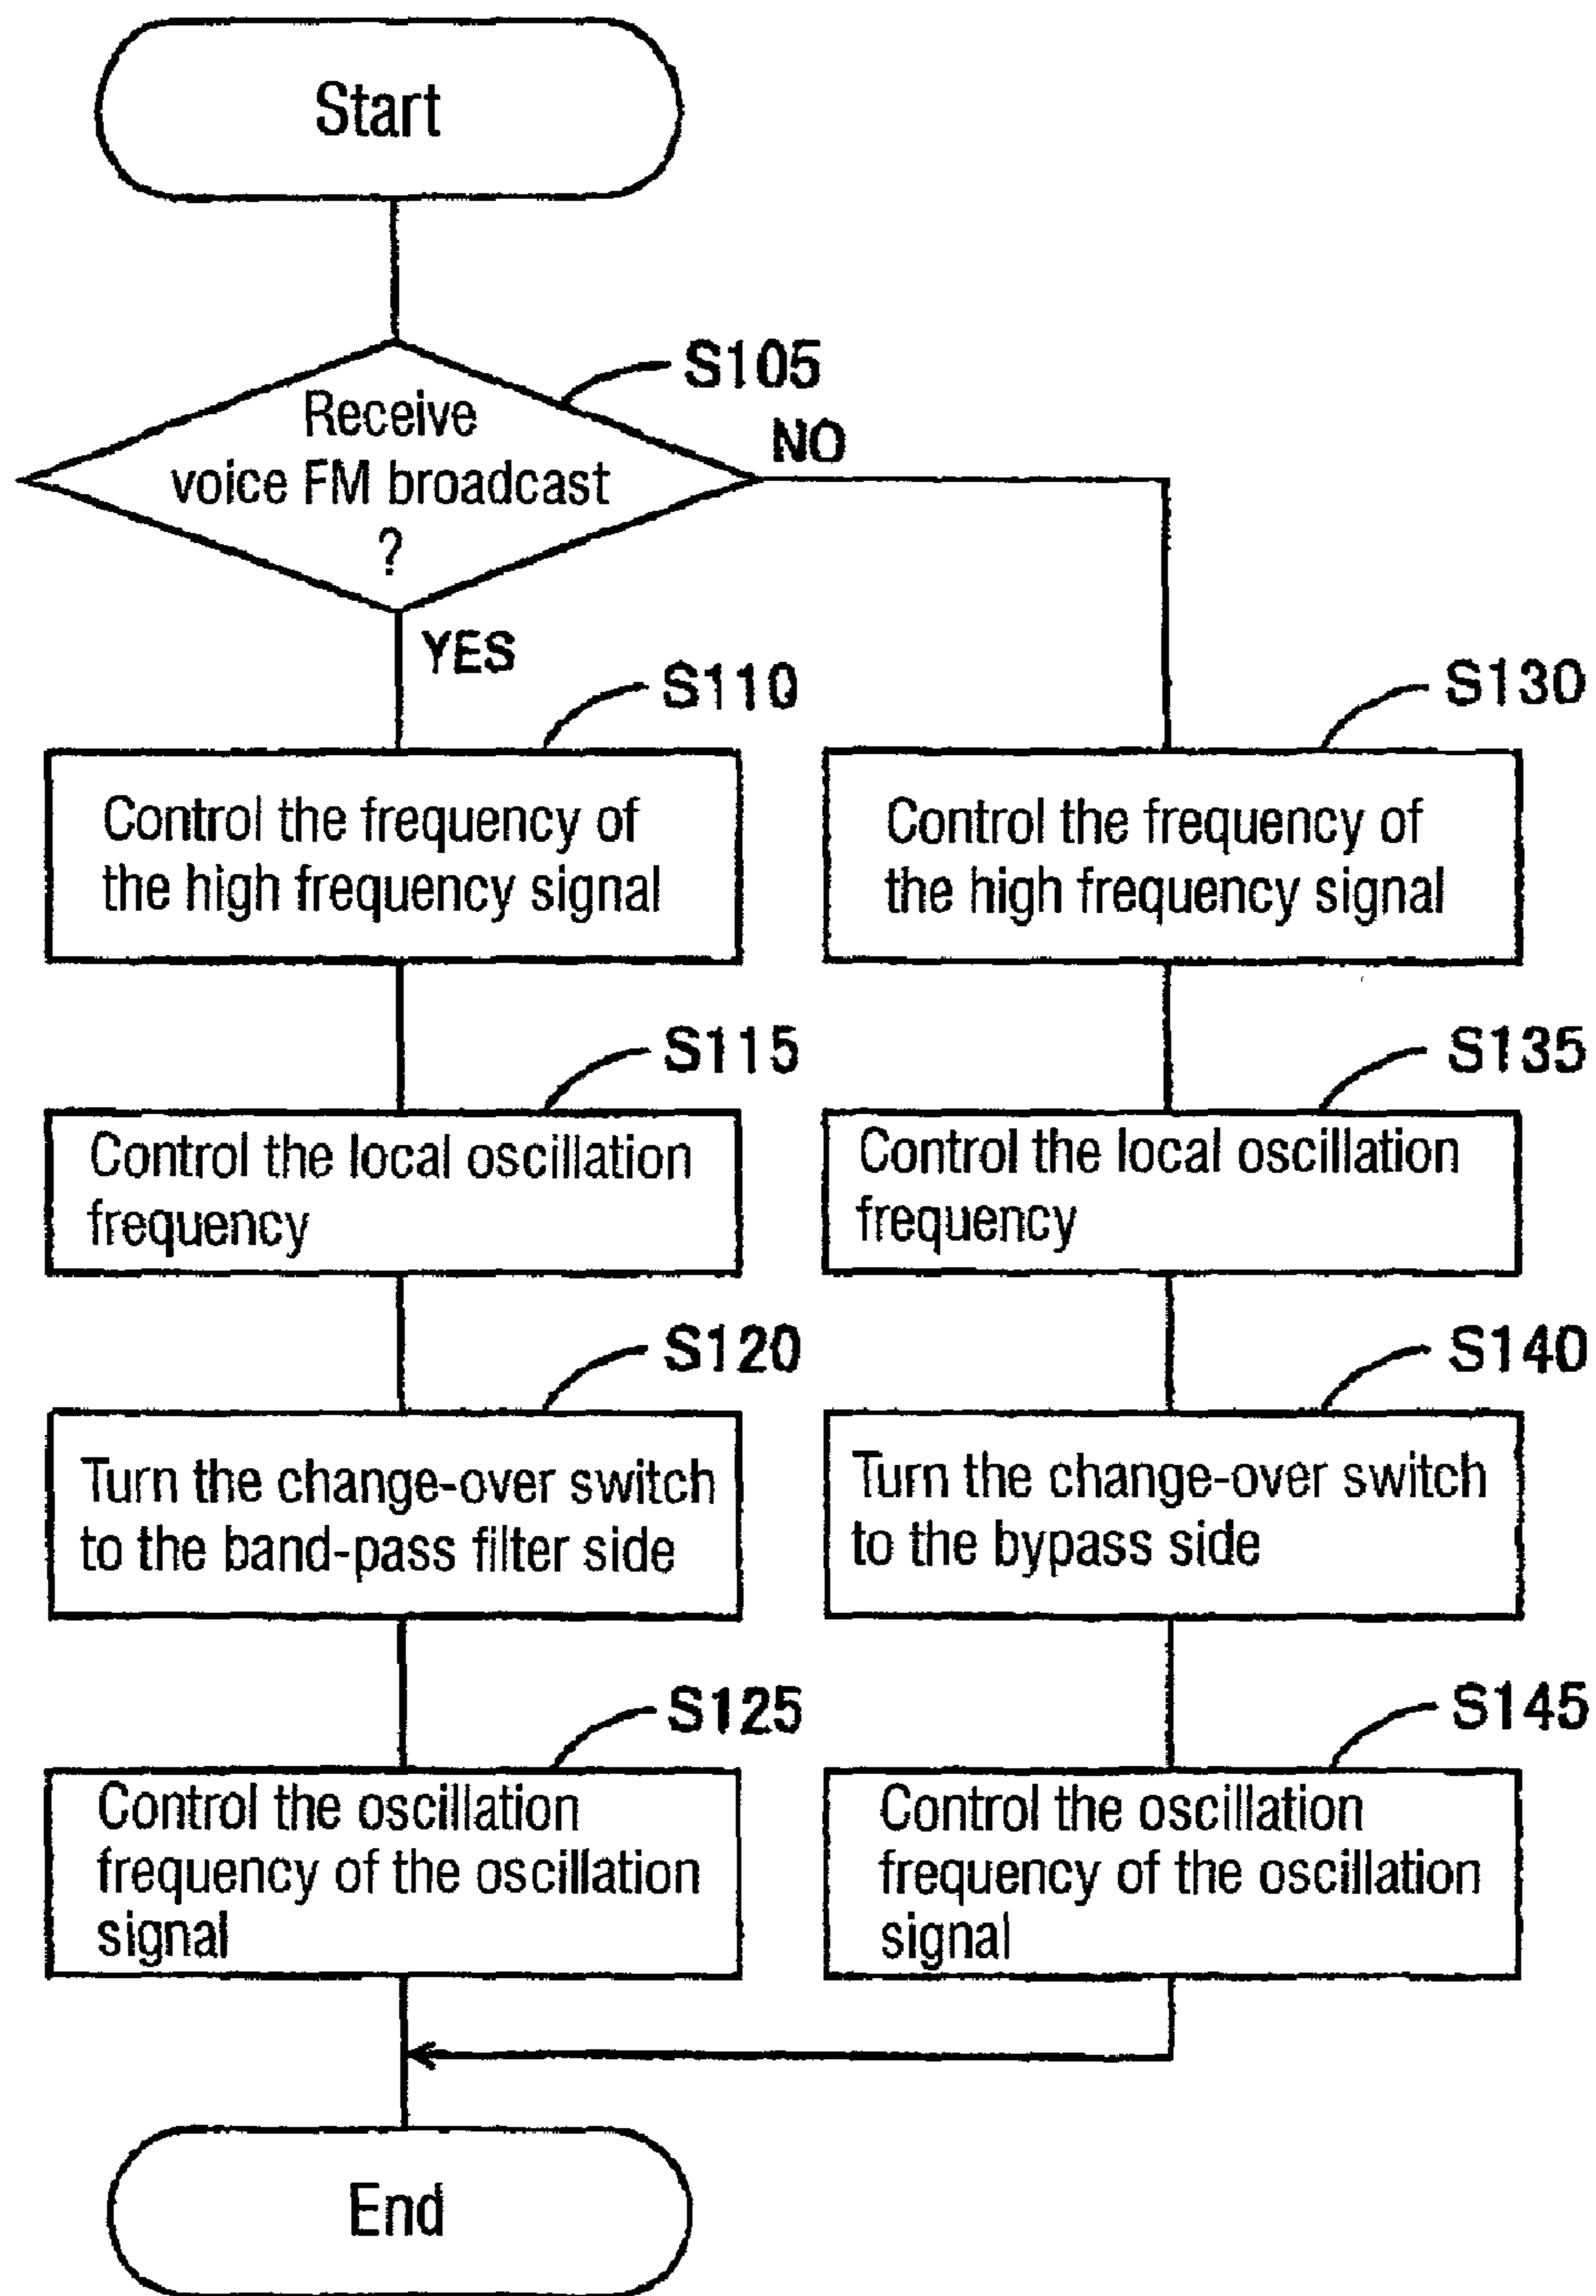 Start
S105
Receive
voice FM broadcast
?
NO
YES
S110
Control the frequency of
the high frequency signal
S115
Control the local oscillation
frequency
S120
Turn the change-over switch
to the band-pass filter side
S125
Control the oscillation
frequency of the oscillation
signal
S130
Control the frequency of
the high frequency signal
S135
Control the local oscillation
frequency
S140
Turn the change-over switch
to the bypass side
S145
Control the oscillation
frequency of the oscillation
signal
End